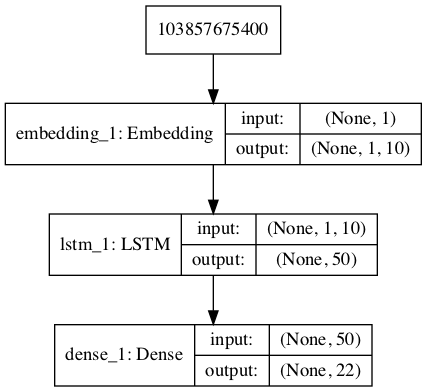 103857675400
embedding_1: Embedding
input:
(None, 1)
output:
(None, 1, 10)
lstm_1: LSTM
input:
(None, 1, 10)
output:
(None, 50)
dense_1: Dense
input:
(None, 50)
output:
(None, 22)